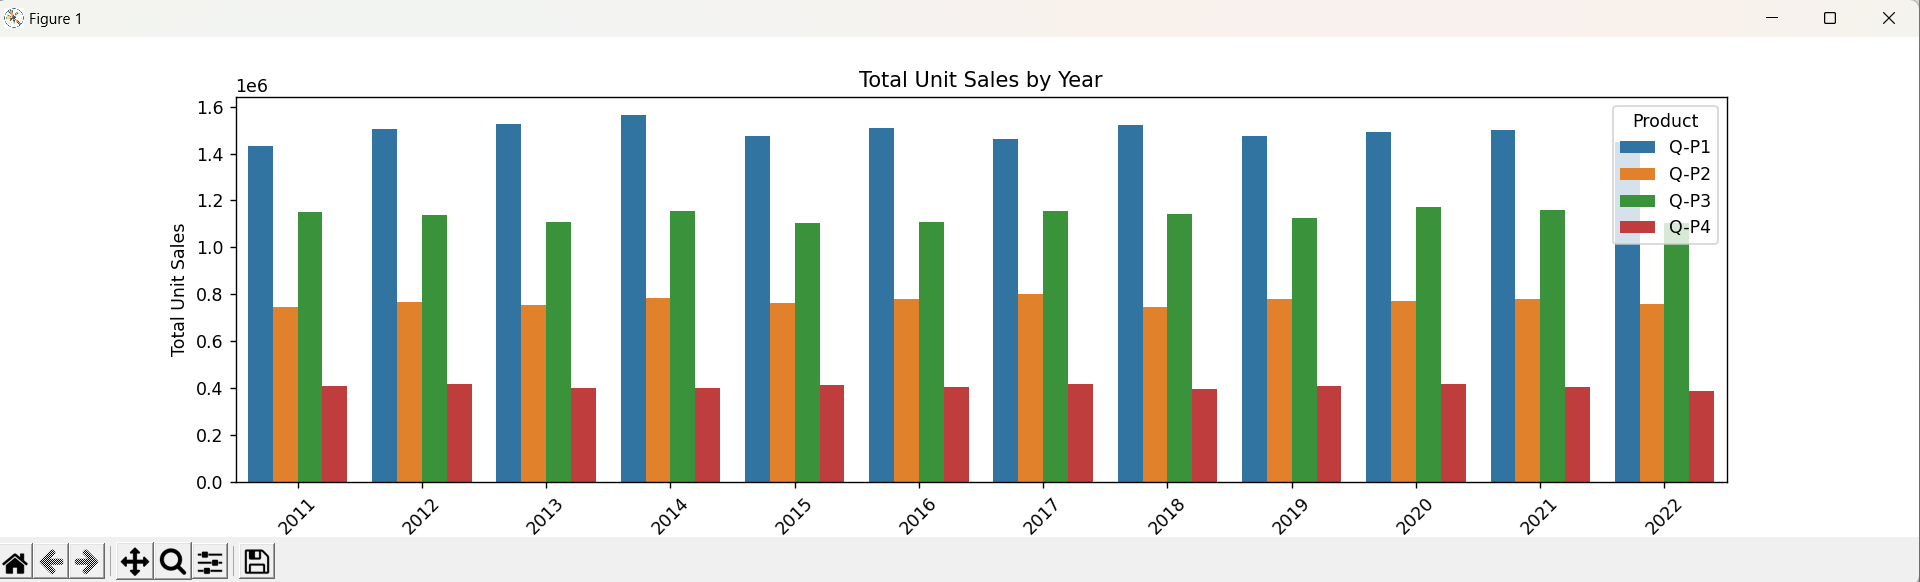 Figure 1
Total Unit Sales by Year
1e6
1.6
1.4
1.2
1.0
0.8
0.6
0.4
0.2
0.0
Total Unit Sales
Product
Q-P1
Q-P2
Q-P3
Q-P4
2011
2012
2013
2014
2015
2016
2017
2018
2019
2020
2021
2022